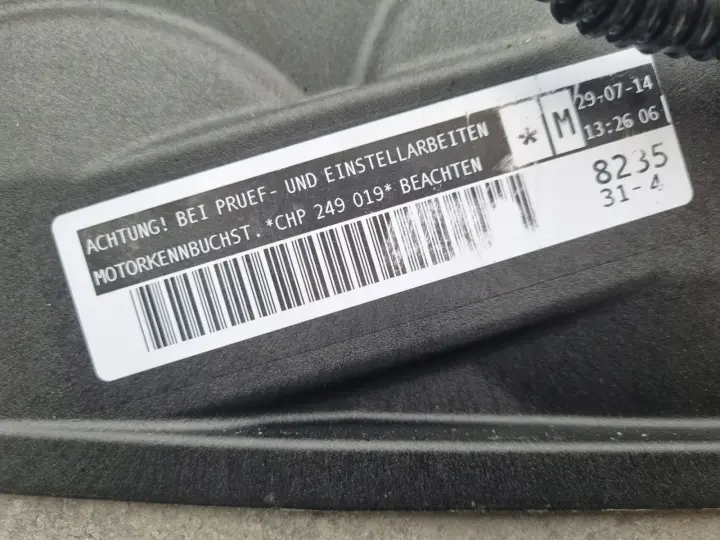 ACHTUNG! BEI PRUEF- UND EINSTELLARBEITEN
MOTORKENNBUCHST. *CHP 249 019* BEACHTEN
* M
29-07-14
13:26 06
8235
31-4